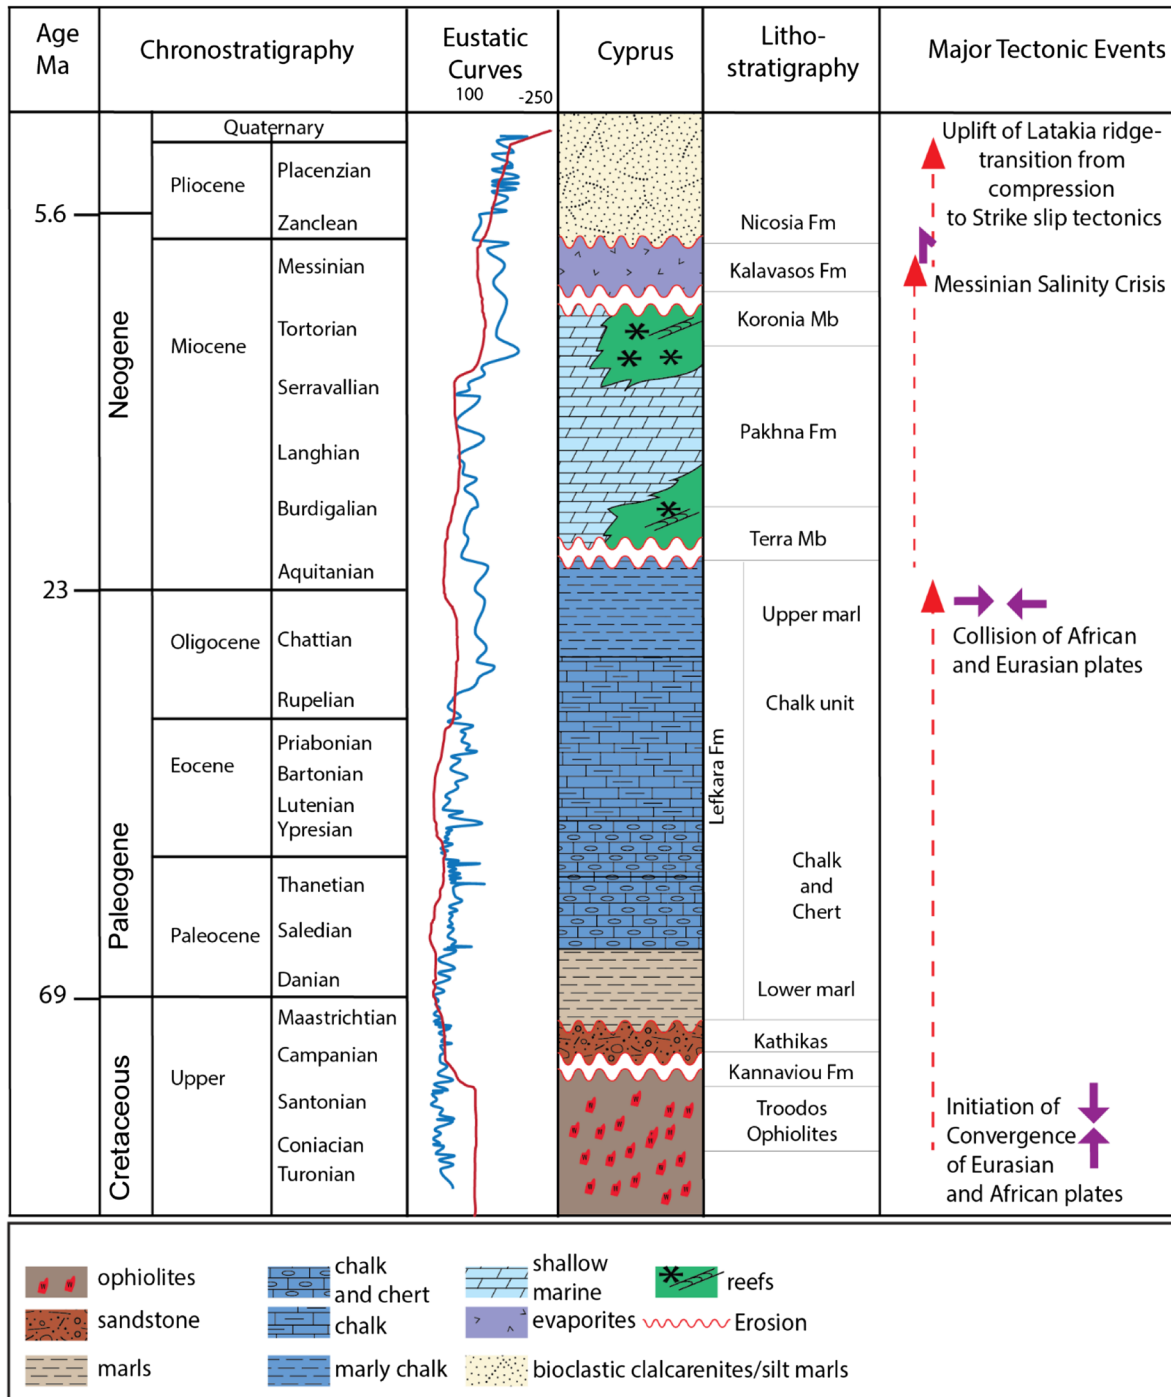 Age
Ma
Chronostratigraphy
Eustatic
Curves
100 -250
Cyprus
Litho-
stratigraphy
Major Tectonic Events
5.6
23
69
Neogene
Paleogene
Cretaceous
Quaternary
Pliocene
Miocene
Oligocene
Eocene
Paleocene
Upper
Placenzian
Zanclean
Messinian
Tortorian
Serravallian
Langhian
Burdigalian
Aquitanian
Chattian
Rupelian
Priabonian
Bartonian
Lutenian
Ypresian
Thanetian
Saledian
Danian
Maastrichtian
Campanian
Santonian
Coniacian
Turonian
Nicosia Fm
Kalavasos Fm
Koronia Mb
Pakhna Fm
Terra Mb
Lefkara Fm
Upper marl
Chalk unit
Chalk
and
Chert
Lower marl
Kathikas
Kannaviou Fm
Troodos
Ophiolites
Uplift of Latakia ridge-
transition from
compression
to Strike slip tectonics
Messinian Salinity Crisis
Collision of African
and Eurasian plates
Initiation of
Convergence
of Eurasian
and African plates
ophiolites
sandstone
marls
chalk
and chert
chalk
marly chalk
shallow
marine
evaporites
bioclastic clalcarenites/silt marls
reefs
Erosion